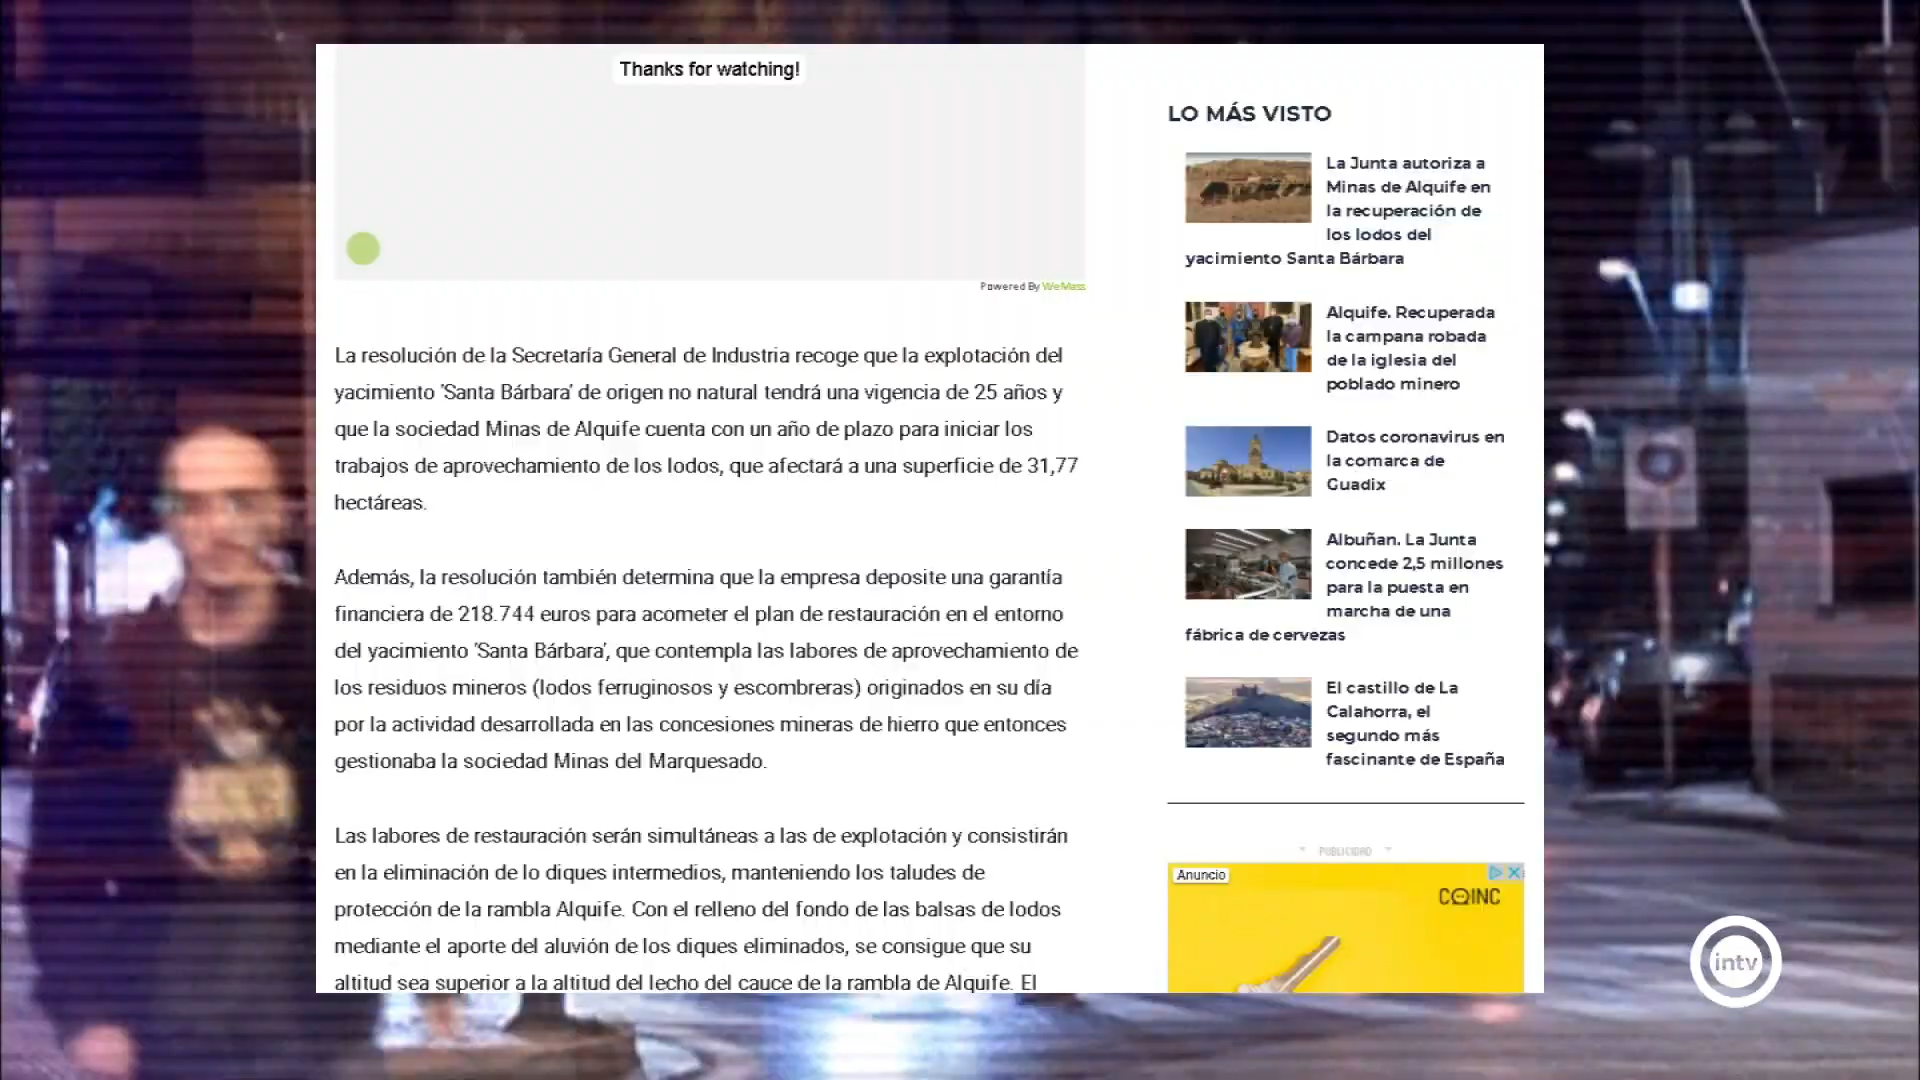 Thanks for watching!
Powered By WeMass
La resolución de la Secretaría General de Industria recoge que la explotación del
yacimiento 'Santa Bárbara' de origen no natural tendrá una vigencia de 25 años y
que la sociedad Minas de Alquife cuenta con un año de plazo para iniciar los
trabajos de aprovechamiento de los lodos, que afectará a una superficie de 31,77
hectáreas.
Además, la resolución también determina que la empresa deposite una garantía
financiera de 218.744 euros para acometer el plan de restauración en el entorno
del yacimiento 'Santa Bárbara', que contempla las labores de aprovechamiento de
los residuos mineros (lodos ferruginosos y escombreras) originados en su día
por la actividad desarrollada en las concesiones mineras de hierro que entonces
gestionaba la sociedad Minas del Marquesado.
Las labores de restauración serán simultáneas a las de explotación y consistirán
en la eliminación de lo diques intermedios, manteniendo los taludes de
protección de la rambla Alquife. Con el relleno del fondo de las balsas de lodos
mediante el aporte del aluvión de los diques eliminados, se consigue que su
altitud sea superior a la altitud del lecho del cauce de la rambla de Alquife. El
LO MÁS VISTO
La Junta autoriza a
Minas de Alquife en
la recuperación de
los lodos del
yacimiento Santa Bárbara
Alquife. Recuperada
la campana robada
de la iglesia del
poblado minero
Datos coronavirus en
la comarca de
Guadix
Albuñan. La Junta
concede 2,5 millones
para la puesta en
marcha de una
fábrica de cervezas
El castillo de La
Calahorra, el
segundo más
fascinante de España
PUBLICIDAD
Anuncio
COINC
intv